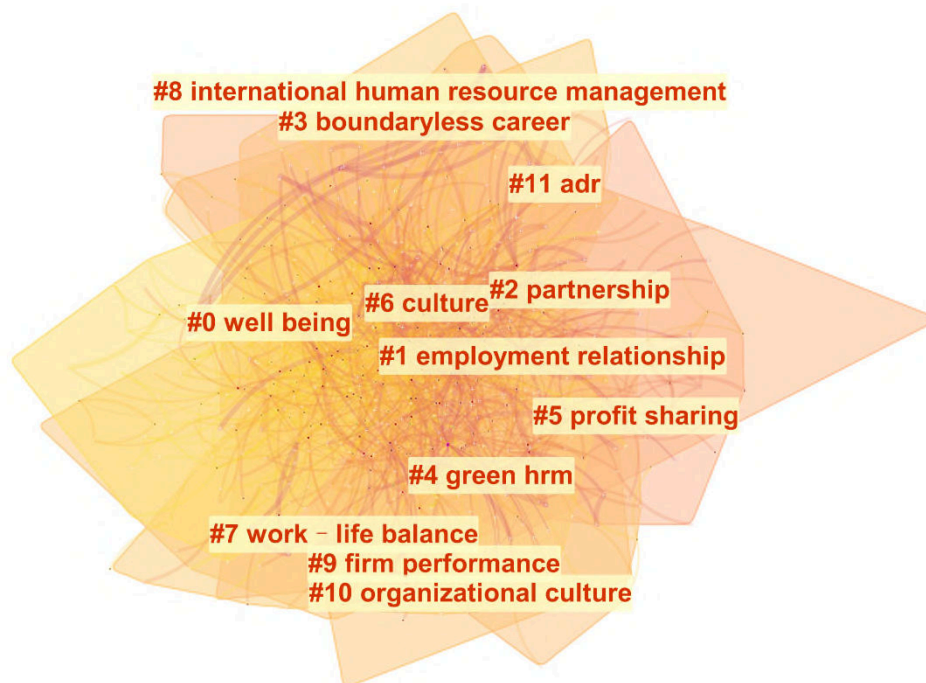 #8 international human resource management
#3 boundaryless career
#11 adr
#2 partnership
#6 culture
#0 well being
#1 employment relationship
#5 profit sharing
#4 green hrm
#7 work – life balance
#9 firm performance
#10 organizational culture